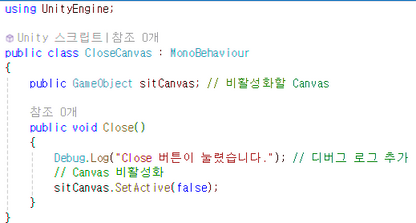 using UnityEngine;
Unity 스크립트|참조 0개
public class CloseCanvas : MonoBehaviour
{
public GameObject sitCanvas; // 비활성화할 Canvas
참조 0개
public void Close()
{
Debug.Log("Close 버튼이 눌렸습니다."); // 디버그 로그 추가
// Canvas 비활성화
sitCanvas.SetActive(false);
}
}